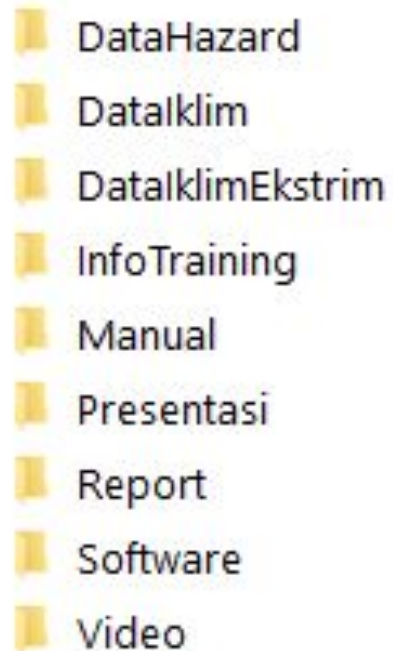 DataHazard
DataIklim
DataIklimEkstrim
InfoTraining
Manual
Presentasi
Report
Software
Video